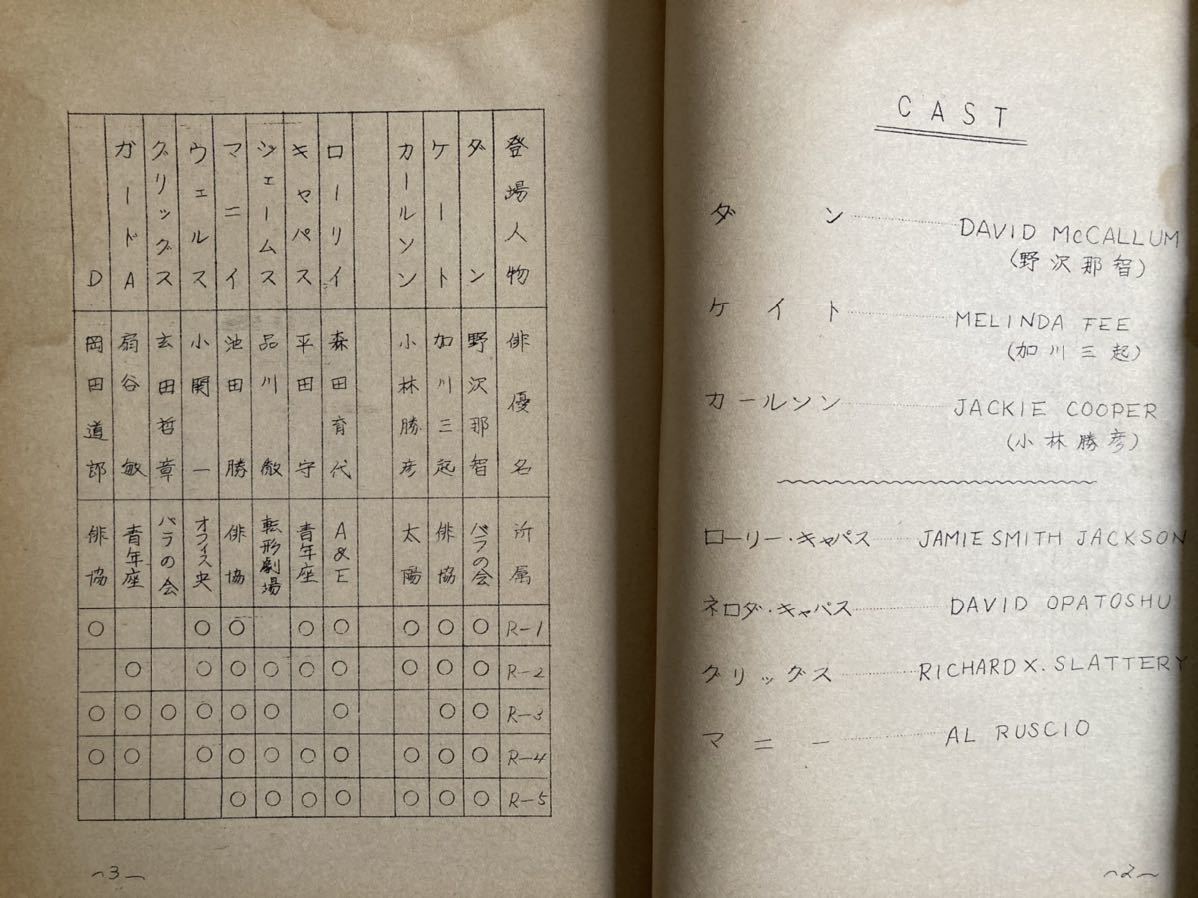 CAST
ダン……DAVID McCALLUM
(野沢那智)
ケイト……MELINDA FEE
(加川三起)
カールソン……JACKIE COOPER
(小林勝彦)
ローリー・キャパス……JAMIE SMITH JACKSON
ネロダ・キャパス……DAVID OPATOSHU
グリッグス……RICHARD X. SLATTERY
マニー……AL RUSCIO
~2~
登場人物 俳優名 所属 R-1 R-2 R-3 R-4 R-5
ダン 野沢那智 バラの会 ○ ○ ○ ○ ○
ケート 加川三起 俳協 ○ ○ ○ ○ ○
カールソン 小林勝彦 太陽 ○ ○ ○ ○
ローリイ 森田育代 A&E ○ ○ ○ ○ ○
キャパス 平田守 青年座 ○ ○ ○ ○
ジェームス 品川徹 転形劇場 ○ ○ ○ ○
マニイ 池田勝 俳協 ○ ○ ○ ○ ○
ウェルス 小関一 オフィス央 ○ ○ ○ ○
グリッグス 玄田哲章 バラの会 ○
ガードA 扇谷敏 青年座 ○ ○ ○
D 岡田道郎 俳協 ○ ○ ○
~3~